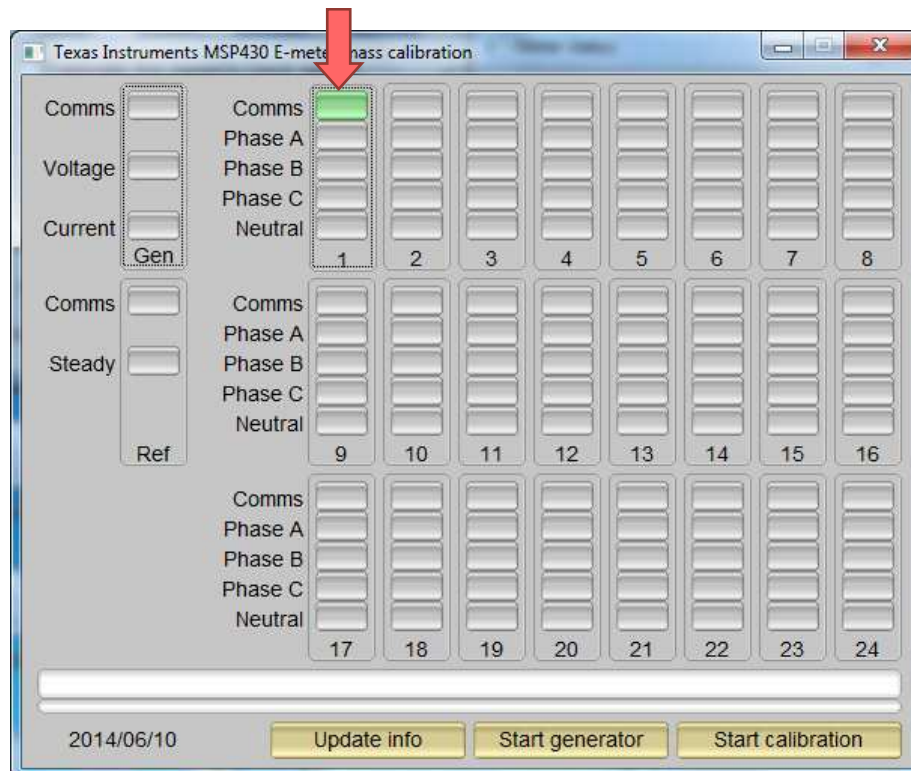 Texas Instruments MSP430 E-mete mass calibration
Comms
Voltage
Current
Gen
Comms
Phase A
Phase B
Phase C
Neutral
1 2 3 4 5 6 7 8
Comms
Steady
Ref
Comms
Phase A
Phase B
Phase C
Neutral
9 10 11 12 13 14 15 16
Comms
Phase A
Phase B
Phase C
Neutral
17 18 19 20 21 22 23 24
2014/06/10 Update info Start generator Start calibration